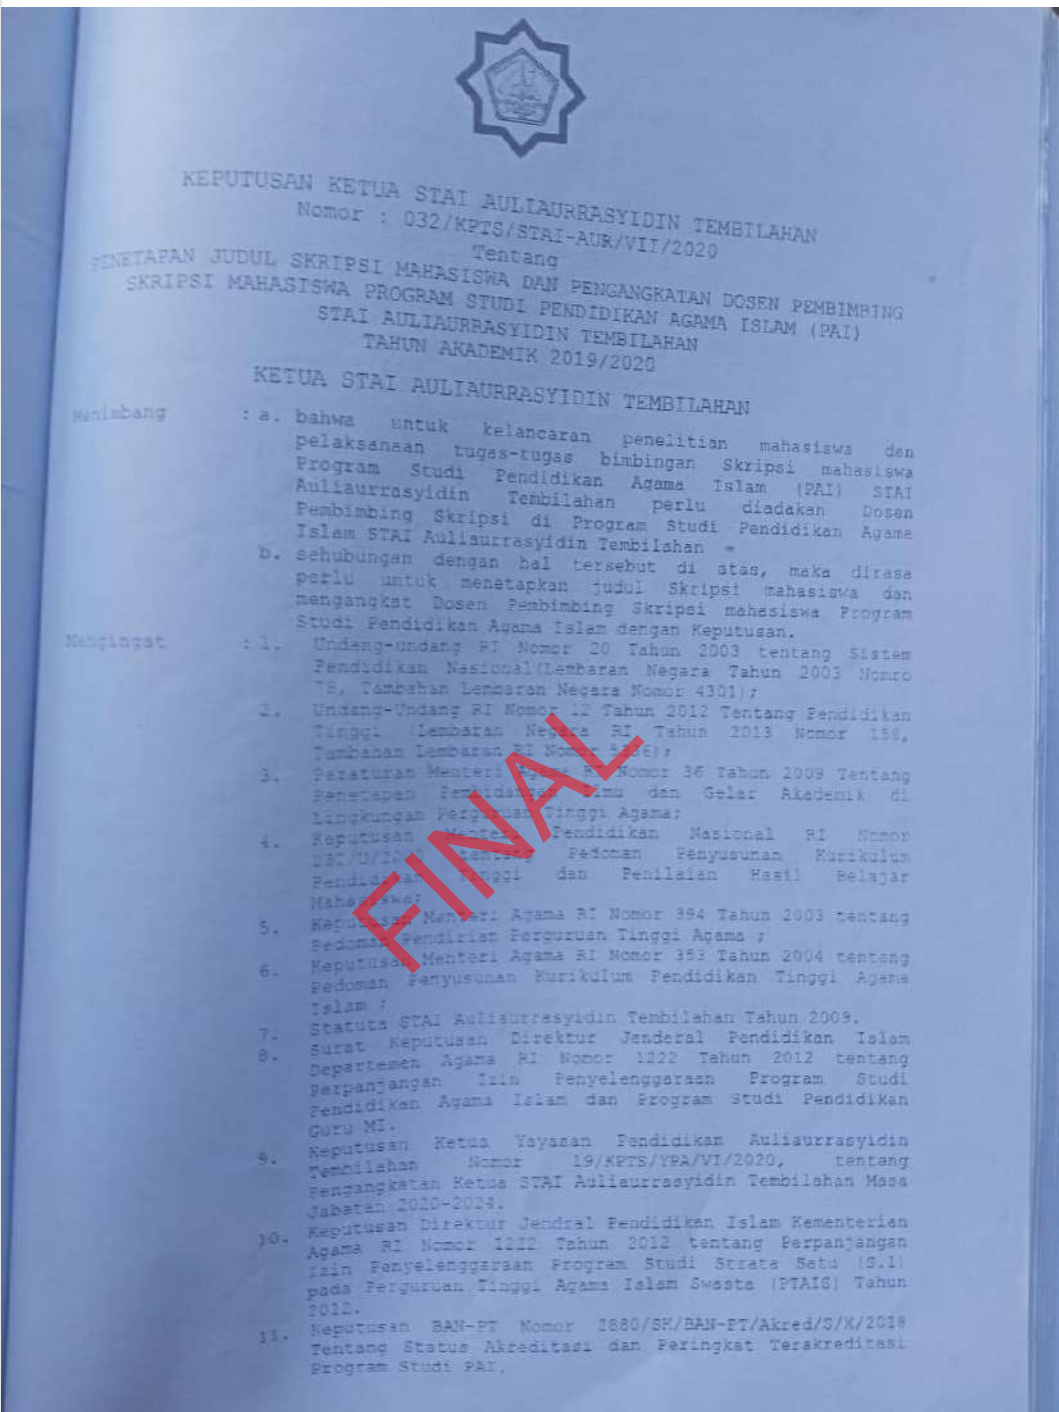 KEPUTUSAN KETUA STAI AULIAURRASYIDIN TEMBILAHAN
Nomor : 032/KPTS/STAI-AUR/VII/2020
Tentang
PENETAPAN JUDUL SKRIPSI MAHASISWA DAN PENGANGKATAN DOSEN PEMBIMBING
SKRIPSI MAHASISWA PROGRAM STUDI PENDIDIKAN AGAMA ISLAM (PAI)
STAI AULIAURRASYIDIN TEMBILAHAN
TAHUN AKADEMIK 2019/2020
KETUA STAI AULIAURRASYIDIN TEMBILAHAN
Menimbang : a. bahwa untuk kelancaran penelitian mahasiswa dan
pelaksanaan tugas-tugas bimbingan Skripsi mahasiswa
Program Studi Pendidikan Agama Islam (PAI) STAI
Auliaurrasyidin Tembilahan perlu diadakan Dosen
Pembimbing Skripsi di Program Studi Pendidikan Agama
Islam STAI Auliaurrasyidin Tembilahan
b. sehubungan dengan hal tersebut di atas, maka dirasa
perlu untuk menetapkan judul Skripsi mahasiswa dan
mengangkat Dosen Pembimbing Skripsi mahasiswa Program
Studi Pendidikan Agama Islam dengan Keputusan.
Mengingat : 1. Undang-undang RI Nomor 20 Tahun 2003 tentang Sistem
Pendidikan Nasional(Lembaran Negara Tahun 2003 Nomro
78, Tambahan Lembaran Negara Nomor 4301);
2. Undang-Undang RI Nomor 12 Tahun 2012 Tentang Pendidikan
Tinggi (Lembaran Negara RI Tahun 2013 Nomor 158,
Tambahan Lembaran RI Nomor 5336);
3. Peraturan Menteri Agama RI Nomor 36 Tahun 2009 Tentang
Penetapan Pembidangan Ilmu dan Gelar Akademik di
Lingkungan Perguruan Tinggi Agama;
4. Keputusan Menteri Pendidikan Nasional RI Nomor
tentang Pedoman Penyusunan Kurikulum
Pendidikan Tinggi dan Penilaian Hasil Belajar
Mahasiswa;
5. Keputusan Menteri Agama RI Nomor 394 Tahun 2003 tentang
Pedoman Pendirian Perguruan Tinggi Agama ;
6. Keputusan Menteri Agama RI Nomor 353 Tahun 2004 tentang
Pedoman Penyusunan Kurikulum Pendidikan Tinggi Agama
Islam ;
7. Statuta STAI Auliaurrasyidin Tembilahan Tahun 2009.
8. Surat Keputusan Direktur Jenderal Pendidikan Islam
Departemen Agama RI Nomor 1222 Tahun 2012 tentang
Perpanjangan Izin Penyelenggaraan Program Studi
Pendidikan Agama Islam dan Program Studi Pendidikan
Guru MI.
9. Keputusan Ketua Yayasan Pendidikan Auliaurrasyidin
Tembilahan Nomor 19/KPTS/YPA/VI/2020, tentang
Pengangkatan Ketua STAI Auliaurrasyidin Tembilahan Masa
Jabatan 2020-2024.
10. Keputusan Direktur Jendral Pendidikan Islam Kementerian
Agama RI Nomor 1222 Tahun 2012 tentang Perpanjangan
Izin Penyelenggaraan Program Studi Strata Satu (S.1)
pada Perguruan Tinggi Agama Islam Swasta (PTAIS) Tahun
2012.
11. Keputusan BAN-PT Nomor 2880/SK/BAN-PT/Akred/S/X/2018
Tentang Status Akreditasi dan Peringkat Terakreditasi
Program Studi PAI.
FINAL